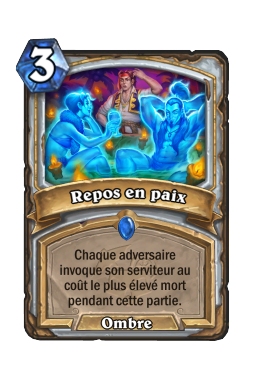 3
Repos en paix
Chaque adversaire
invoque son serviteur au
coût le plus élevé mort
pendant cette partie.
Ombre